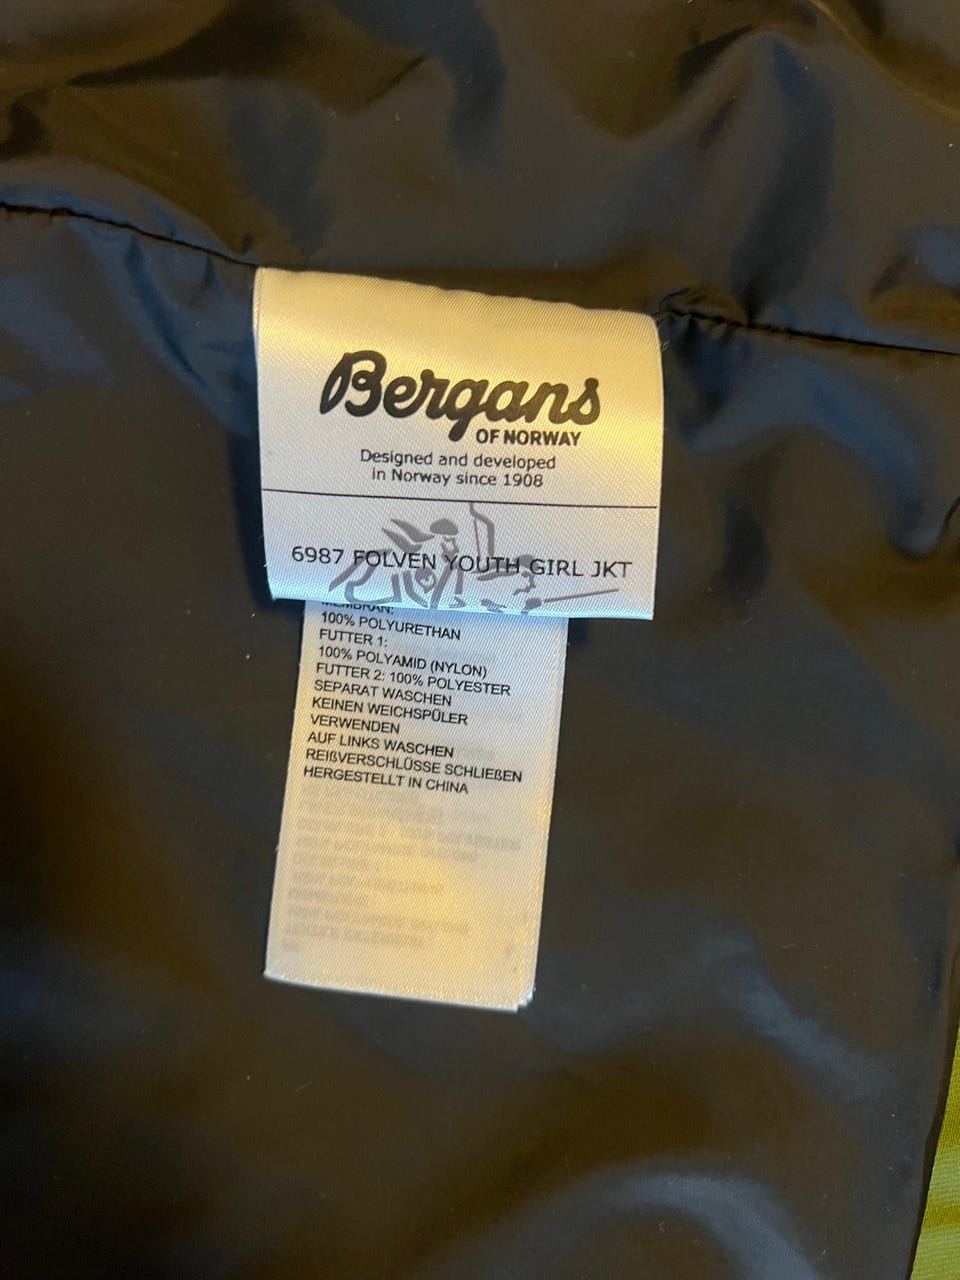 Bergans
OF NORWAY
Designed and developed
in Norway since 1908
6987 FOLVEN YOUTH GIRL JKT
MEMBRAN:
100% POLYURETHAN
FUTTER 1:
100% POLYAMID (NYLON)
FUTTER 2: 100% POLYESTER
SEPARAT WASCHEN
KEINEN WEICHSPÜLER
VERWENDEN
AUF LINKS WASCHEN
REIßVERSCHLÜSSE SCHLIEßEN
HERGESTELLT IN CHINA